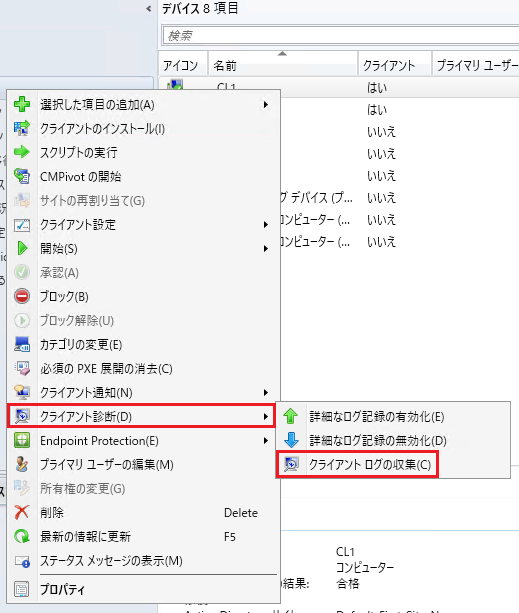 デバイス 8 項目
検索
アイコン 名前 クライアント プライマリ ユーザー
CL1 はい
はい
いいえ
いいえ
いいえ
グ デバイス (プ... いいえ
コンピューター (... いいえ
コンピューター (... いいえ
選択した項目の追加(A)
クライアントのインストール(I)
スクリプトの実行
CMPivot の開始
サイトの再割り当て(G)
クライアント設定
開始(S)
承認(A)
ブロック(B)
ブロック解除(U)
カテゴリの変更(E)
必須の PXE 展開の消去(C)
クライアント通知(N)
クライアント診断(D)
Endpoint Protection(E)
プライマリ ユーザーの編集(M)
所有権の変更(G)
削除 Delete
最新の情報に更新 F5
ステータス メッセージの表示(M)
プロパティ
詳細なログ記録の有効化(E)
詳細なログ記録の無効化(D)
クライアント ログの収集(C)
CL1
コンピューター
の結果: 合格